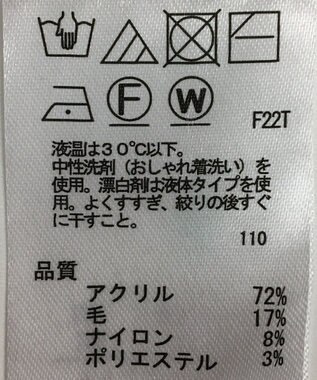 F W F22T
液温は30℃以下。
中性洗剤(おしゃれ着洗い)を
使用。漂白剤は液体タイプを使
用。よくすすぎ、絞りの後すぐ
に干すこと。
110
品質
アクリル 72%
毛 17%
ナイロン 8%
ポリエステル 3%